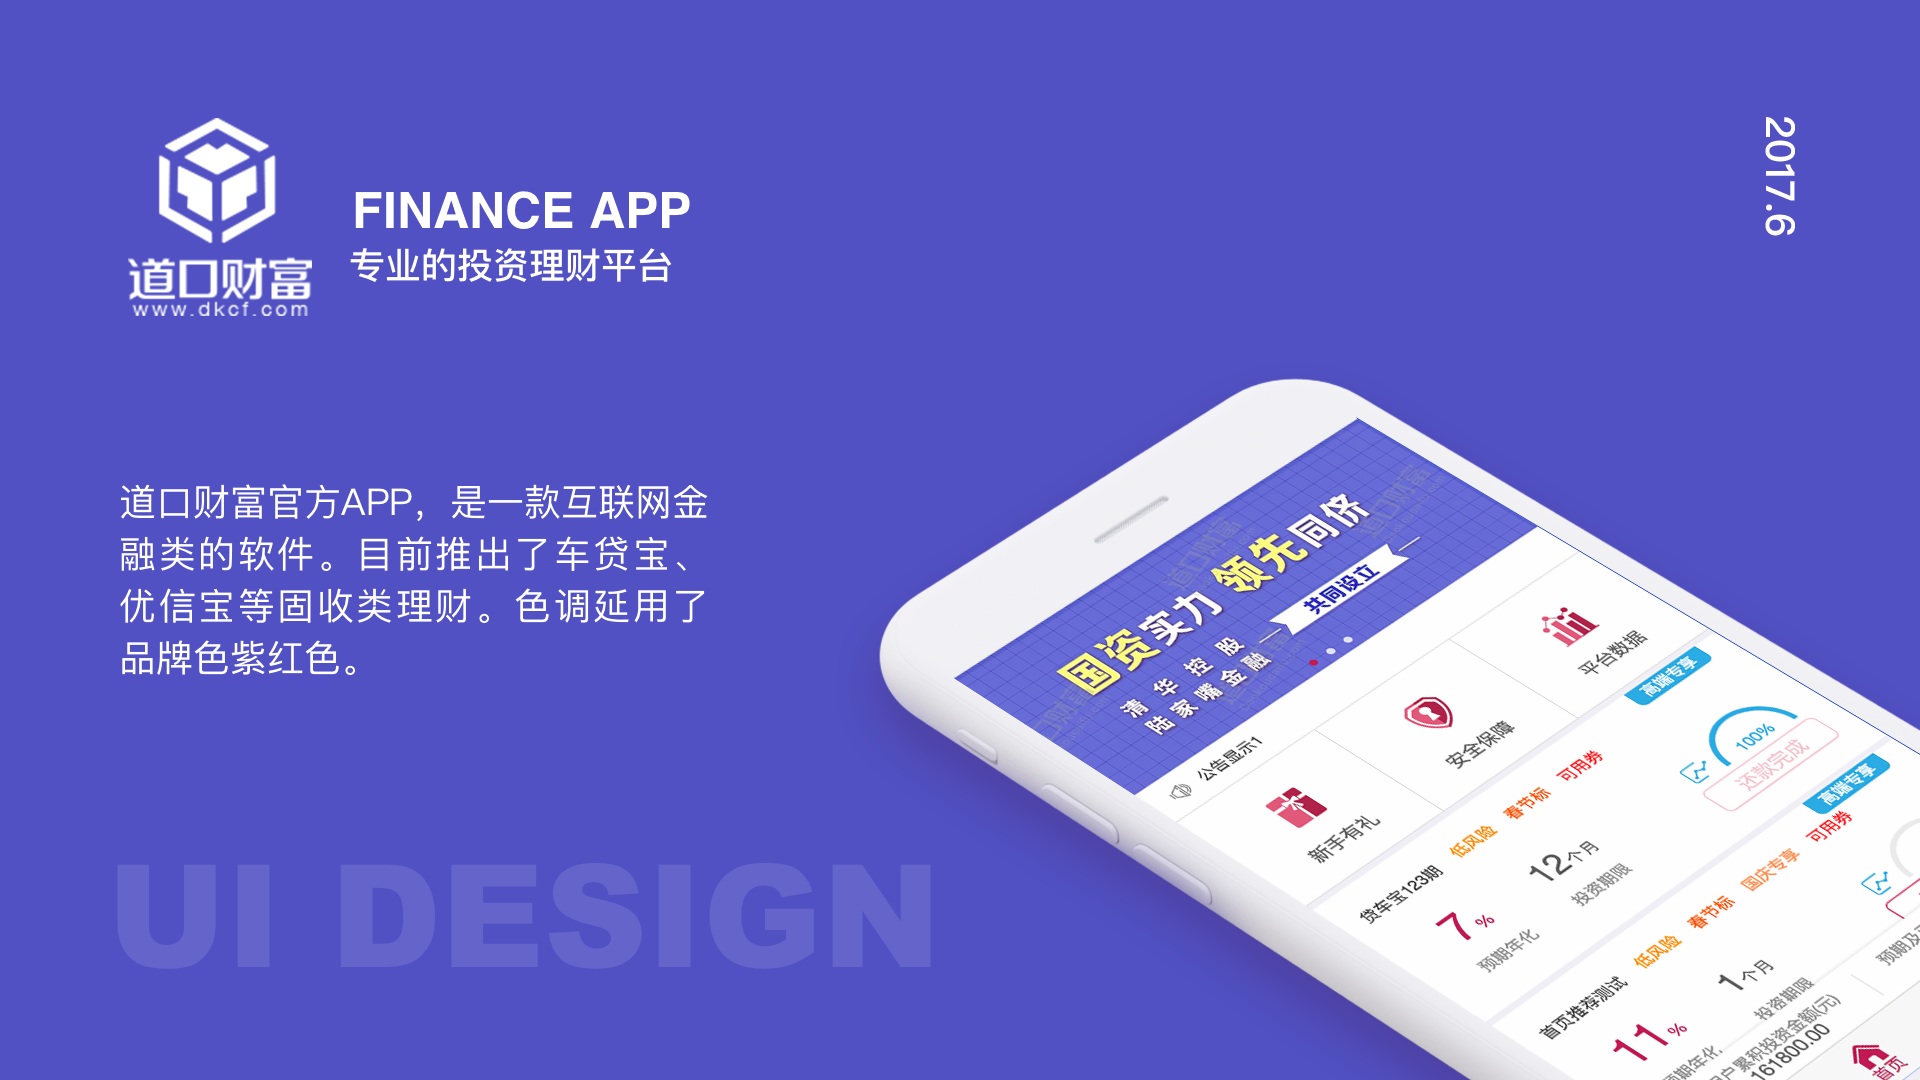 2017.6
道口财富
www.dkcf.com
FINANCE APP
专业的投资理财平台
道口财富官方APP，是一款互联网金
融类的软件。目前推出了车贷宝、
优信宝等固收类理财。色调延用了
品牌色紫红色。
UI DESIGN
国资实力 领先同侪
清华控股
陆家嘴金融
共同设立
公告显示1
新手有礼
安全保障
平台数据
贷车宝123期
低风险
春节标
可用券
高端专享
7%
预期年化
12个月
投资期限
100%
还款完成
首页推荐测试
低风险
春节标
国庆专享
可用券
高端专享
11%
预期年化
1个月
投资期限
累积投资金额(元)
161800.00
首页